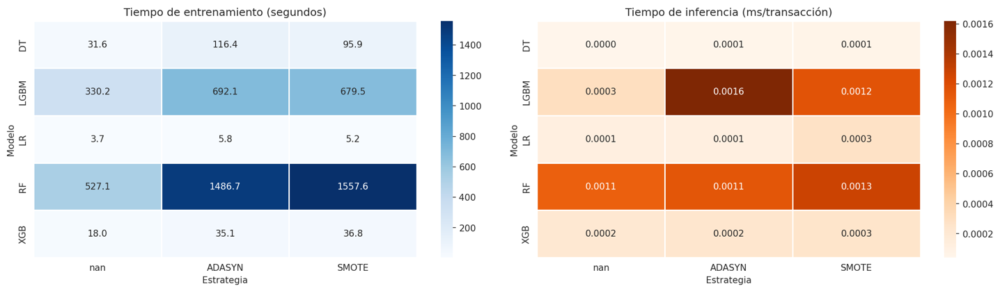 Tiempo de entrenamiento (segundos)
Modelo
DT
31.6
116.4
95.9
LGBM
330.2
692.1
679.5
LR
3.7
5.8
5.2
RF
527.1
1486.7
1557.6
XGB
18.0
35.1
36.8
nan
ADASYN
SMOTE
Estrategia
1400
1200
1000
800
600
400
200
Tiempo de inferencia (ms/transacción)
Modelo
DT
0.0000
0.0001
0.0001
LGBM
0.0003
0.0016
0.0012
LR
0.0001
0.0001
0.0003
RF
0.0011
0.0011
0.0013
XGB
0.0002
0.0002
0.0003
nan
ADASYN
SMOTE
Estrategia
0.0016
0.0014
0.0012
0.0010
0.0008
0.0006
0.0004
0.0002